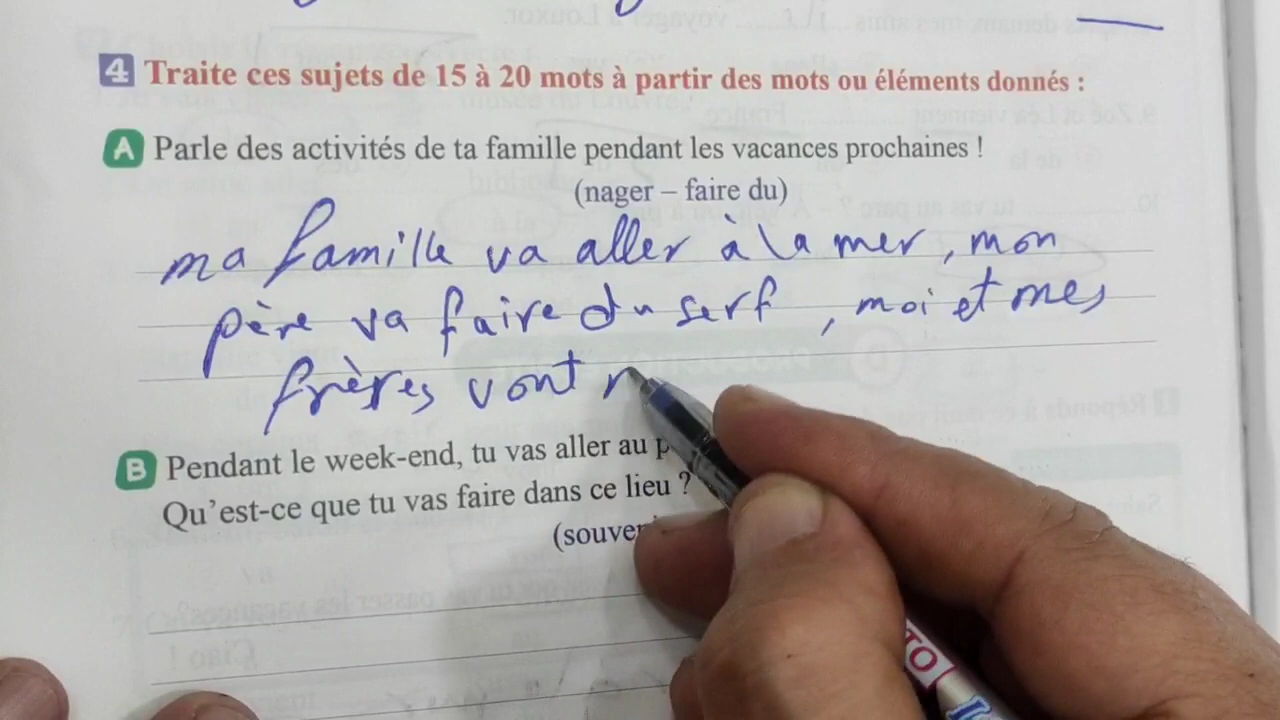 4 Traite ces sujets de 15 à 20 mots à partir des mots ou éléments donnés :
A Parle des activités de ta famille pendant les vacances prochaines !
(nager – faire du)
ma famille va aller à la mer, mon
père va faire du serf, moi et mes
frères vont
B Pendant le week-end, tu vas aller au
Qu'est-ce que tu vas faire dans ce lieu ?